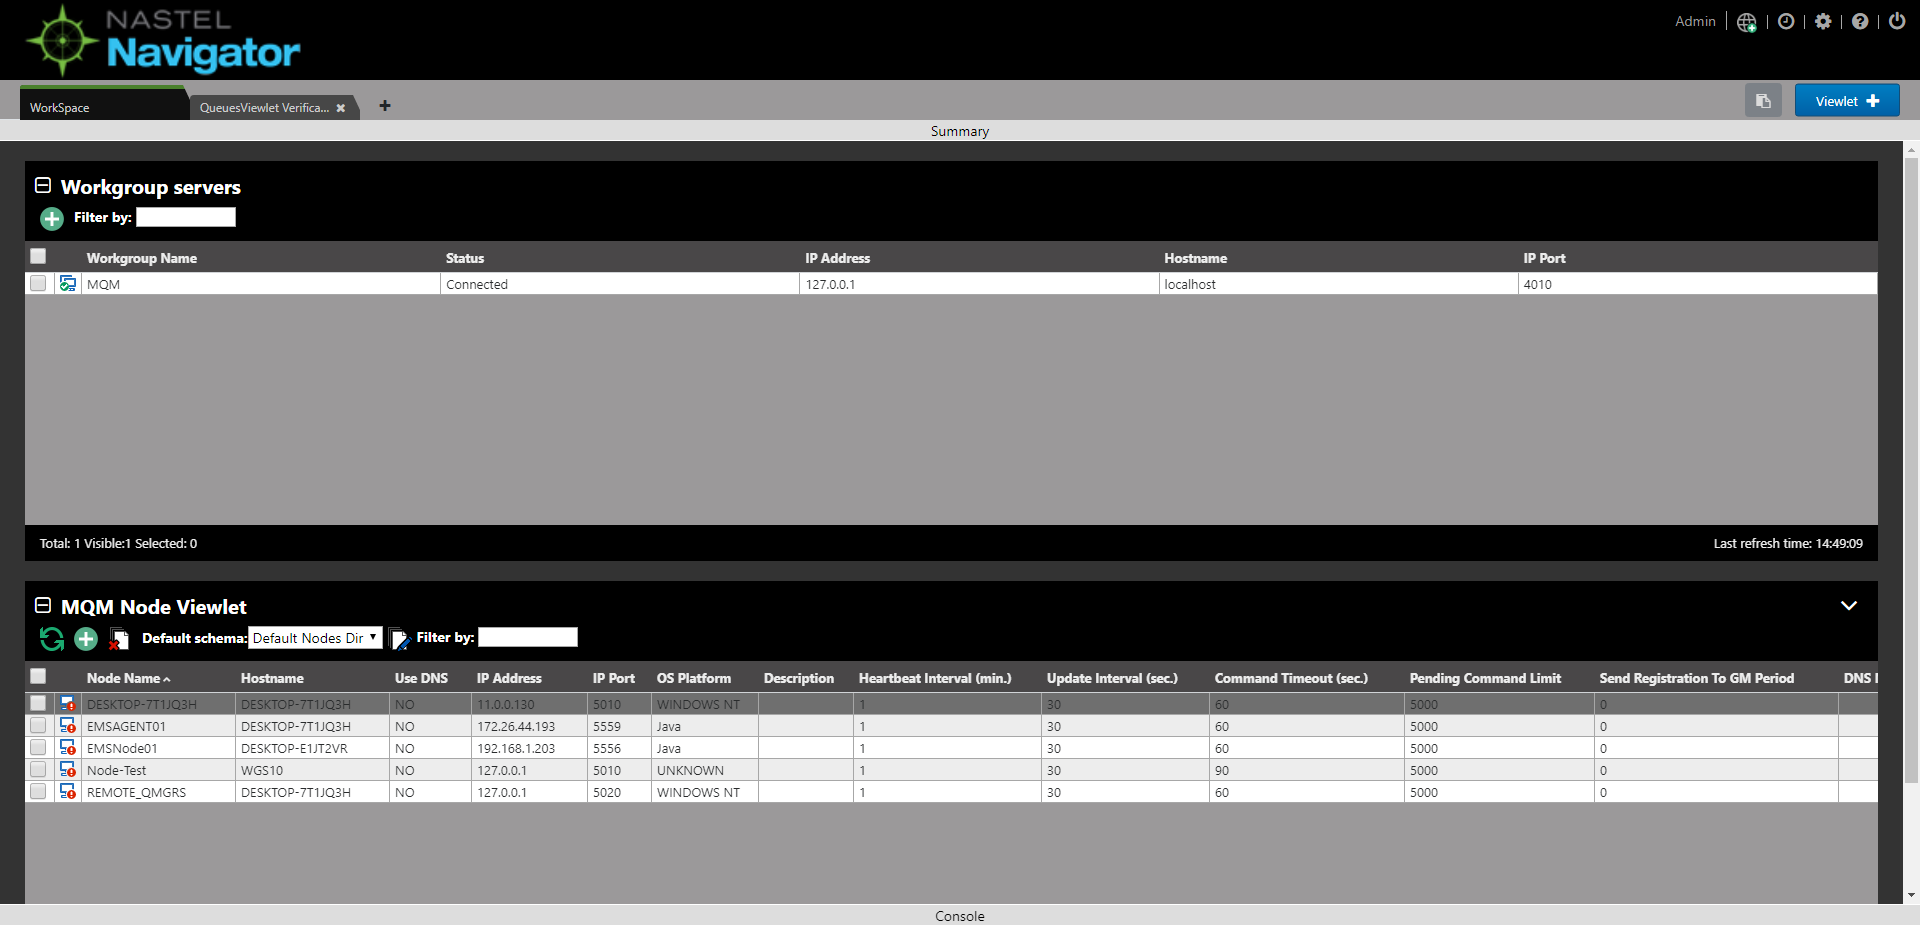 NASTEL
Navigator
Admin
WorkSpace
QueuesViewlet Verifica...
Viewlet
Summary
Workgroup servers
Filter by:
Workgroup Name Status IP Address Hostname IP Port
MQM Connected 127.0.0.1 localhost 4010
Total: 1 Visible:1 Selected: 0 Last refresh time: 14:49:09
MQM Node Viewlet
Default schema: Default Nodes Dir Filter by:
Node Name Hostname Use DNS IP Address IP Port OS Platform Description Heartbeat Interval (min.) Update Interval (sec.) Command Timeout (sec.) Pending Command Limit Send Registration To GM Period DNS
DESKTOP-7T1JQ3H DESKTOP-7T1JQ3H NO 11.0.0.130 5010 WINDOWS NT 1 30 60 5000 0
EMSAGENT01 DESKTOP-7T1JQ3H NO 172.26.44.193 5559 Java 1 30 60 5000 0
EMSNode01 DESKTOP-E1JT2VR NO 192.168.1.203 5556 Java 1 30 60 5000 0
Node-Test WGS10 NO 127.0.0.1 5010 UNKNOWN 1 30 90 5000 0
REMOTE_QMGRS DESKTOP-7T1JQ3H NO 127.0.0.1 5020 WINDOWS NT 1 30 60 5000 0
Console